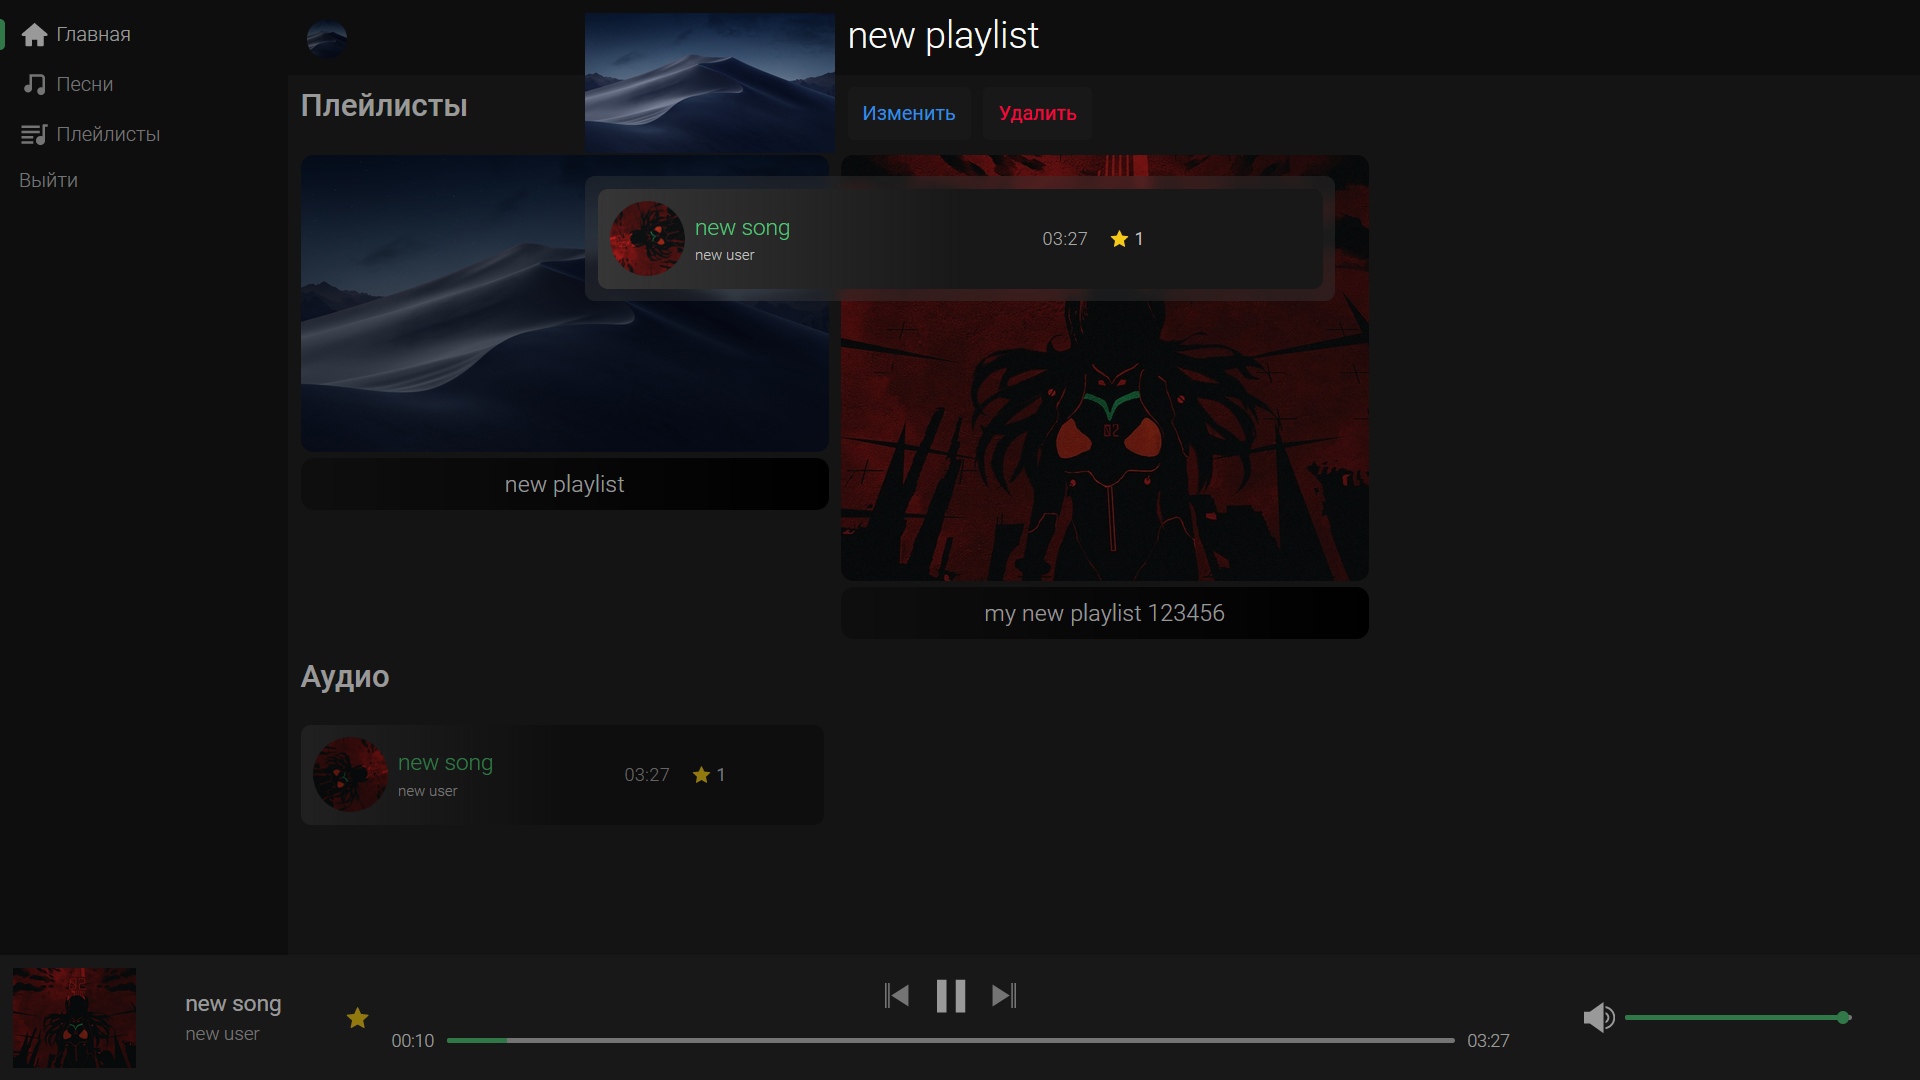 Главная
Песни
Плейлисты
Выйти
new playlist
Плейлисты
Изменить
Удалить
new song
new user
03:27
1
02
new playlist
my new playlist 123456
Аудио
new song
new user
03:27
1
new song
new user
00:10
03:27